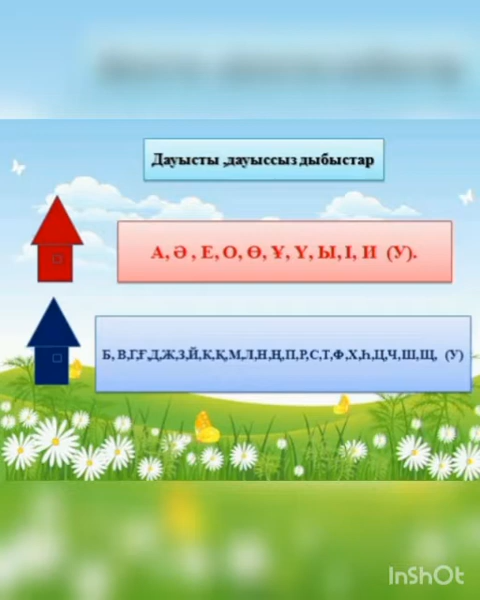 Дауысты ,дауыссыз дыбыстар
А, Ә , Е, О, Ө, Ұ, Ү, Ы, І, И (У).
Б, В,Г,Ғ,Д,Ж,З,Й,К,Қ,М,Л,Н,Ң,П,Р,С,Т,Ф,Х,Һ,Ц,Ч,Ш,Щ, (У)
InShOt